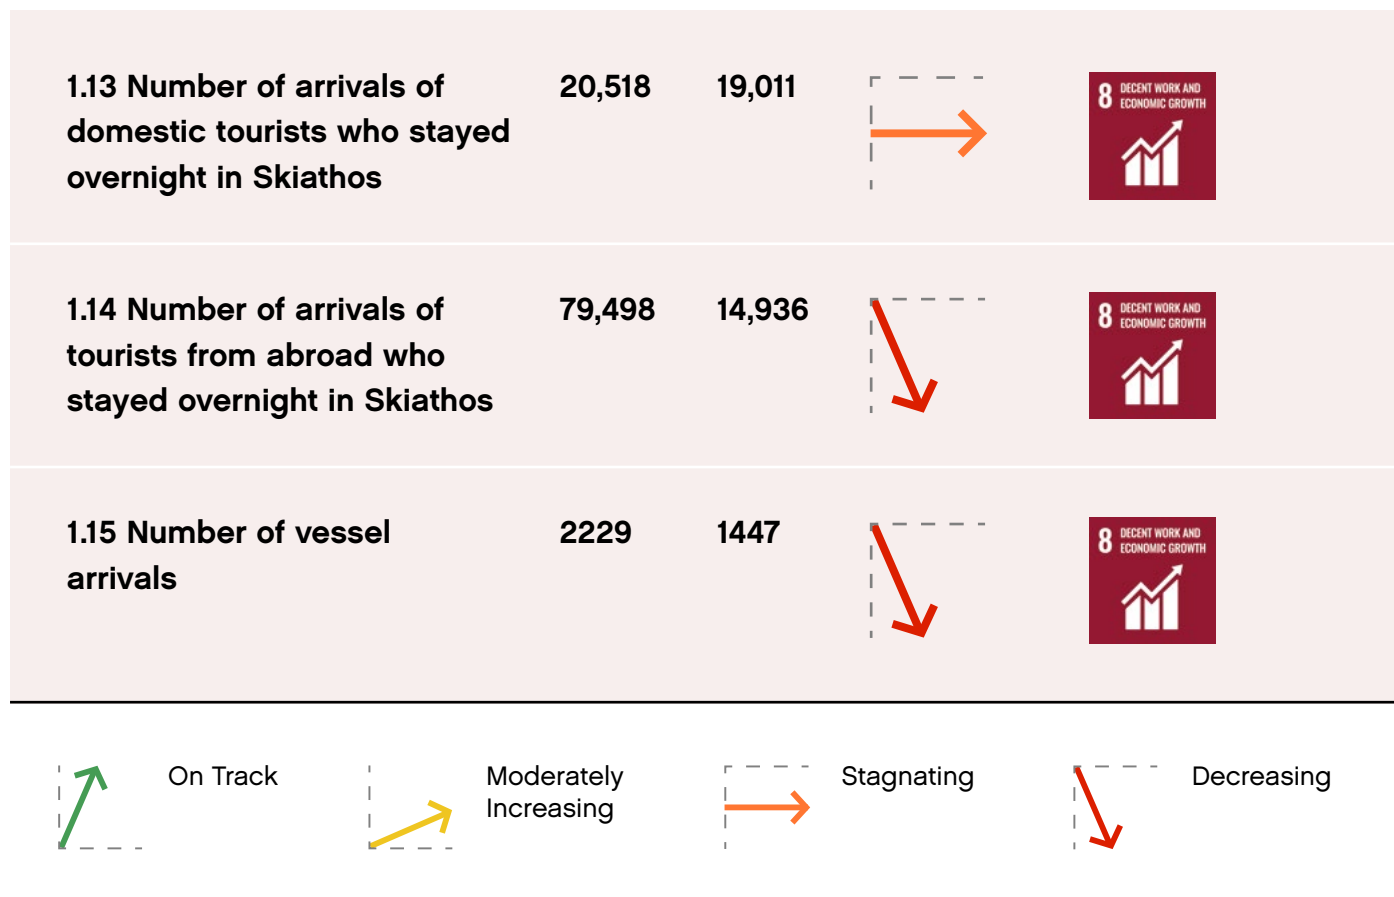 1.13 Number of arrivals of
domestic tourists who stayed
overnight in Skiathos
20,518
19,011
8 DECENT WORK AND
ECONOMIC GROWTH
1.14 Number of arrivals of
tourists from abroad who
stayed overnight in Skiathos
79,498
14,936
8 DECENT WORK AND
ECONOMIC GROWTH
1.15 Number of vessel
arrivals
2229
1447
8 DECENT WORK AND
ECONOMIC GROWTH
On Track
Moderately
Increasing
Stagnating
Decreasing